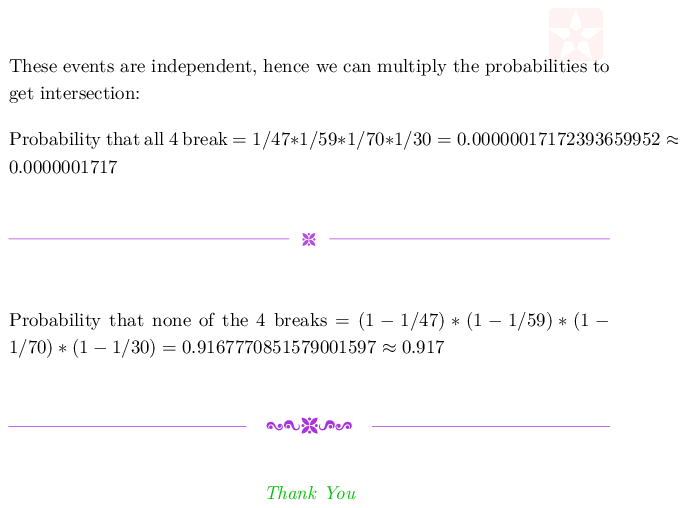 These events are independent, hence we can multiply the probabilities to
get intersection:
Probability that all 4 break = 1/47*1/59*1/70*1/30 = 0.00000017172393659952 ≈
0.0000001717
Probability that none of the 4 breaks = (1 − 1/47) ∗ (1 − 1/59) ∗ (1 −
1/70) ∗ (1 − 1/30) = 0.9167770851579001597 ≈ 0.917
Thank You